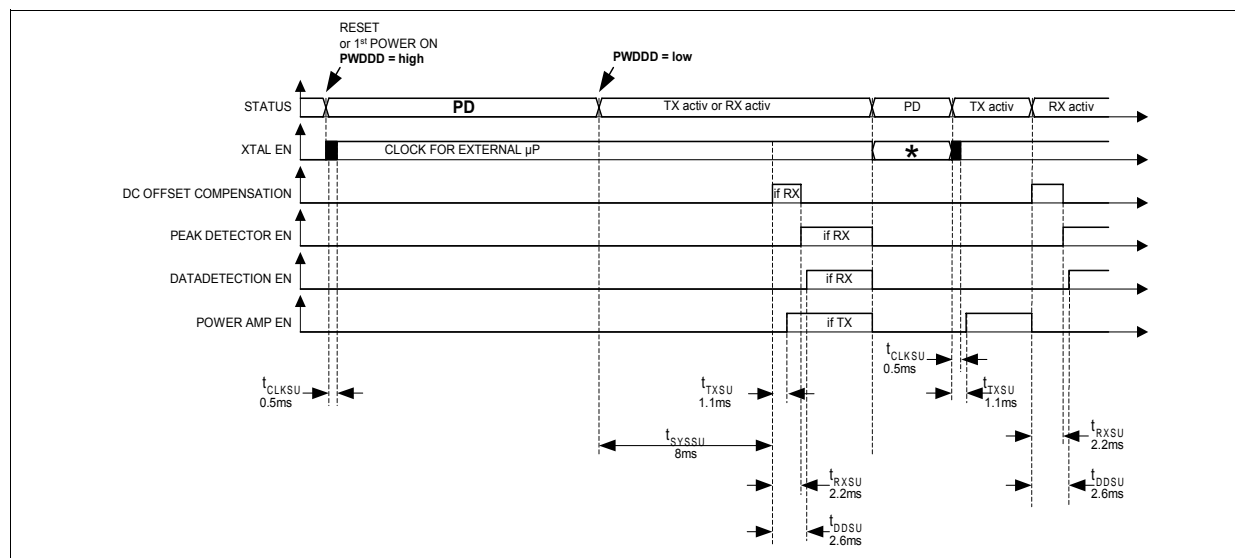 RESET
or 1st POWER ON
PWDDD = high
PWDDD = low
STATUS
PD
TX activ or RX activ
PD
TX activ
RX activ
XTAL EN
CLOCK FOR EXTERNAL µP
*
DC OFFSET COMPENSATION
if RX
PEAK DETECTOR EN
if RX
DATADETECTION EN
if RX
POWER AMP EN
if TX
tCLKSU
0.5ms
tCLKSU
0.5ms
tTXSU
1.1ms
tTXSU
1.1ms
tSYSSU
8ms
tRXSU
2.2ms
tRXSU
2.2ms
tDDSU
2.6ms
tDDSU
2.6ms